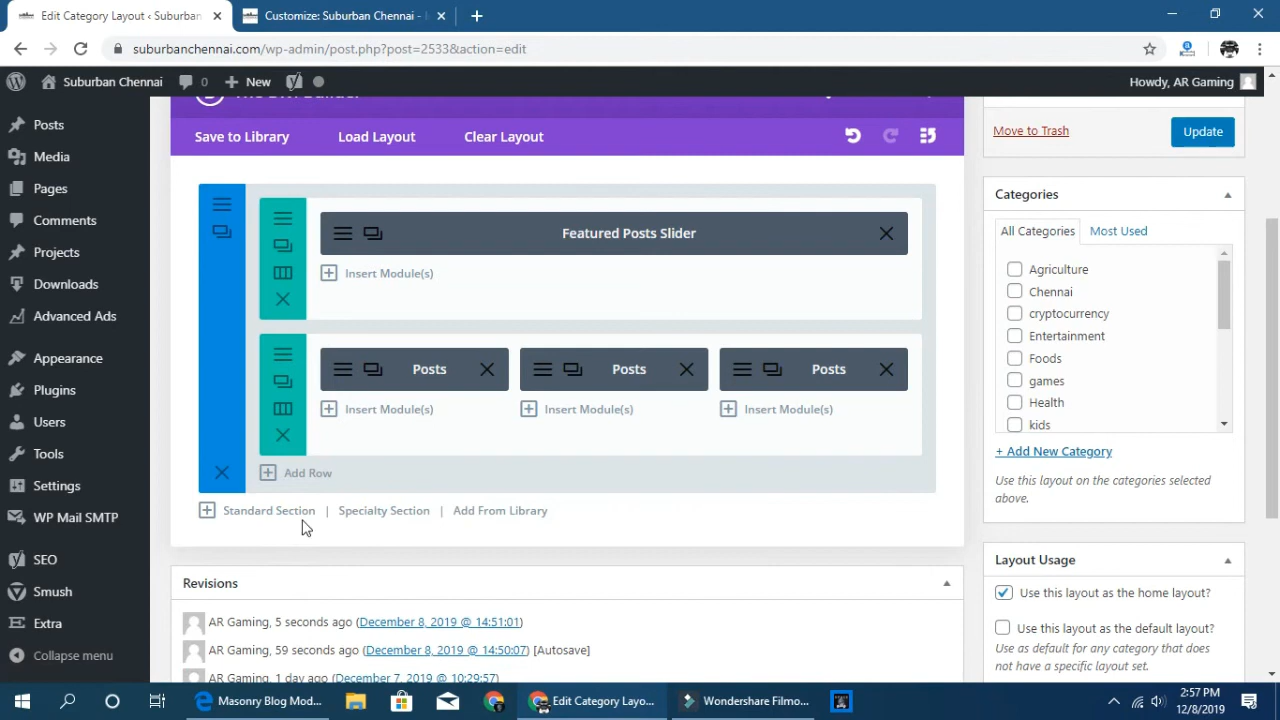 Edit Category Layout ‹ Suburban
Customize: Suburban Chennai -
suburbanchennai.com/wp-admin/post.php?post=2533&action=edit
Suburban Chennai
0
New
Howdy, AR Gaming
Posts
Media
Pages
Comments
Projects
Downloads
Advanced Ads
Appearance
Plugins
Users
Tools
Settings
WP Mail SMTP
SEO
Smush
Extra
Collapse menu
Save to Library
Load Layout
Clear Layout
Featured Posts Slider
Insert Module(s)
Posts
Posts
Posts
Insert Module(s)
Insert Module(s)
Insert Module(s)
Add Row
Standard Section | Specialty Section | Add From Library
Revisions
AR Gaming, 5 seconds ago (December 8, 2019 @ 14:51:01)
AR Gaming, 59 seconds ago (December 8, 2019 @ 14:50:07) [Autosave]
AR Gaming, 1 day ago (December 7, 2019 @ 10:29:57)
Move to Trash
Update
Categories
All Categories
Most Used
Agriculture
Chennai
cryptocurrency
Entertainment
Foods
games
Health
kids
+ Add New Category
Use this layout on the categories selected
above.
Layout Usage
Use this layout as the home layout?
Use this layout as the default layout?
Use as default for any category that does
not have a specific layout set.
Masonry Blog Mod...
Edit Category Layo...
Wondershare Filmo...
2:57 PM
12/8/2019